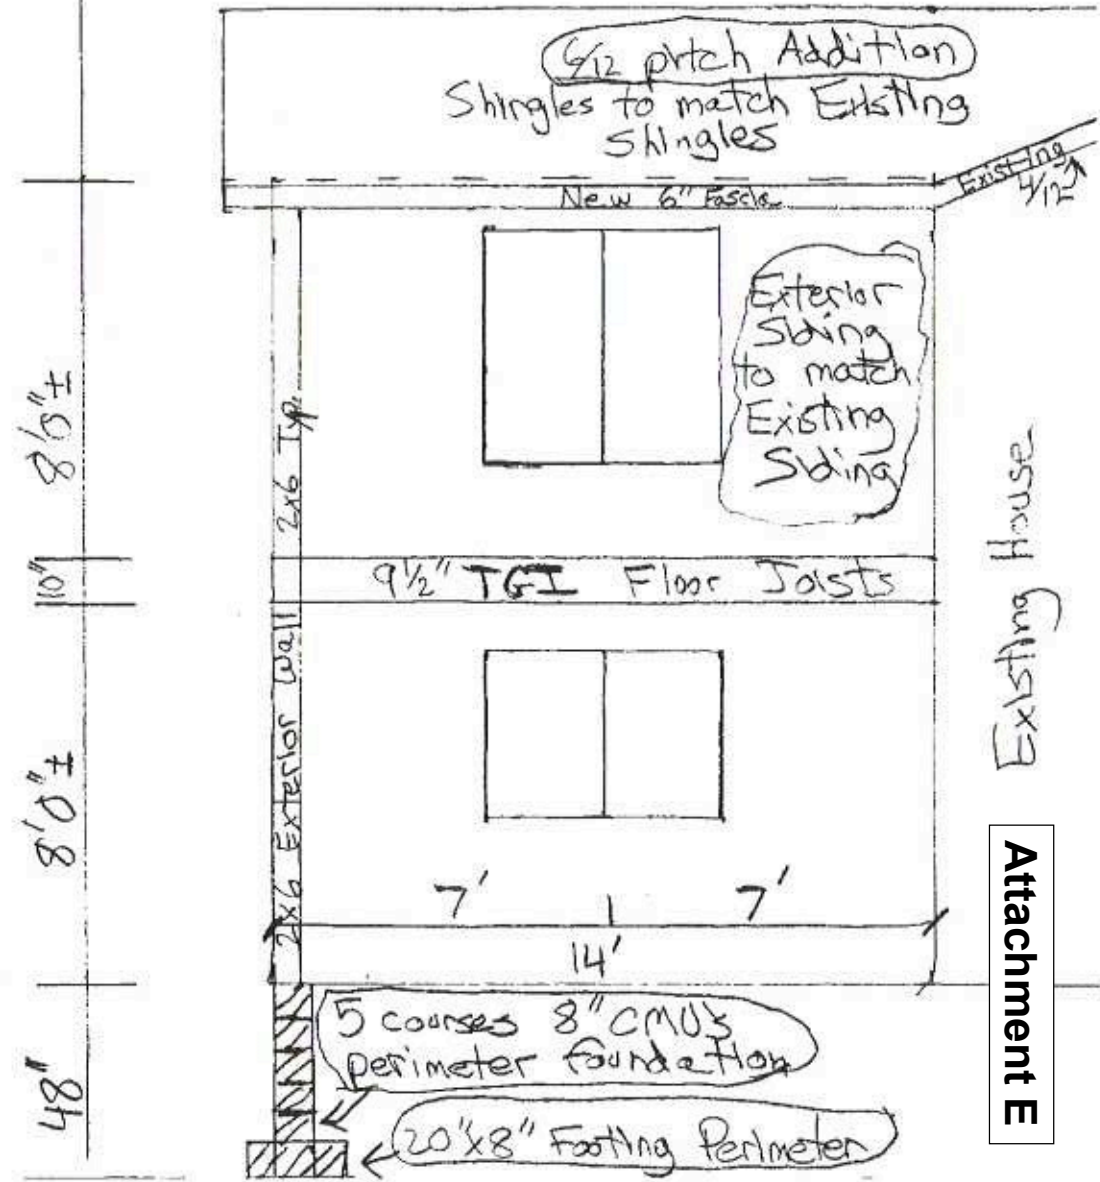 6/12 pitch Addition
Shingles to match Existing
Shingles
Existing
4/12
New 6" Fascia
Exterior
Siding
to match
Existing
Siding
8'0"±
2x6 Typ.
Existing House
10"
9½" TGI Floor Joists
8'0"±
2x6 Exterior Wall
7' 7'
14'
Attachment E
48"
5 courses 8" CMU's
perimeter foundation
20"x8" Footing Perimeter